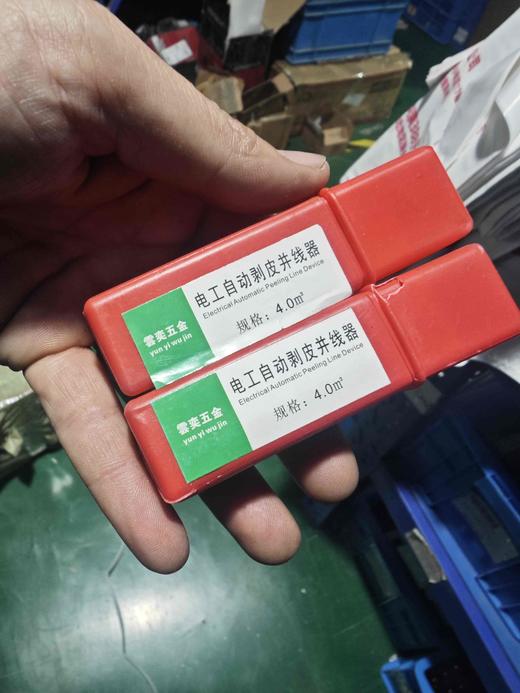 雲奕五金
yun yi wu jin
电工自动剥皮并线器
Electrical Automatic Peeling Line Device
规格：4.0㎡
雲奕五金
yun yi wu jin
电工自动剥皮并线器
Electrical Automatic Peeling Line Device
规格：4.0㎡